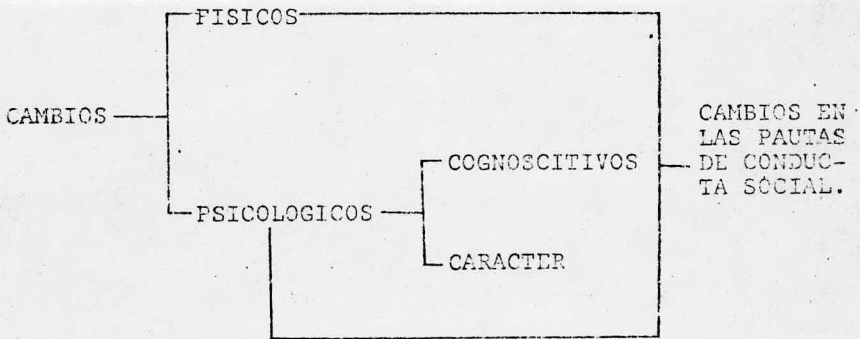 FISICOS
CAMBIOS
CAMBIOS EN
LAS PAUTAS
DE CONDUC-
TA SOCIAL.
COGNOSCITIVOS
PSICOLOGICOS
CARACTER